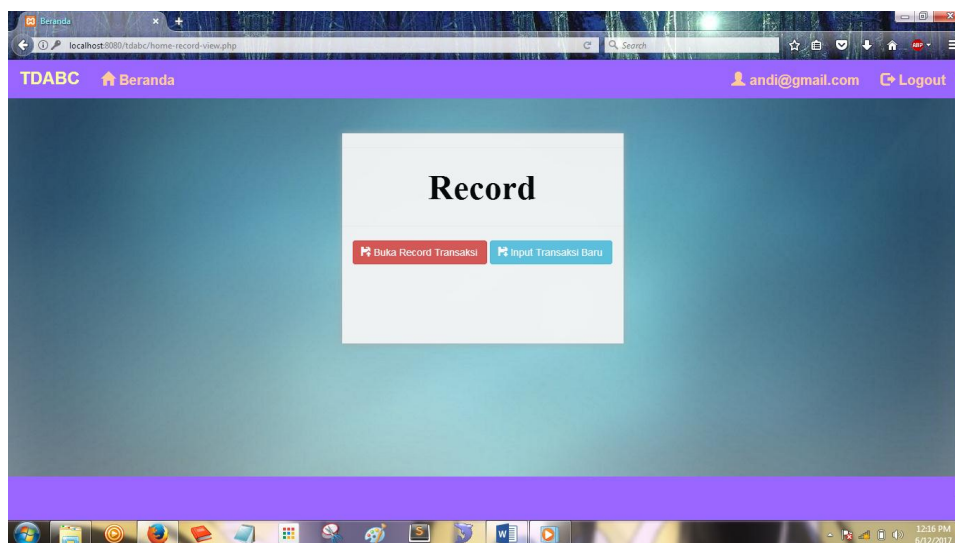 Beranda
localhost:8080/tdabc/home-record-view.php
Search
ABP
TDABC Beranda andi@gmail.com Logout
Record
Buka Record Transaksi Input Transaksi Baru
12:16 PM
6/12/2017